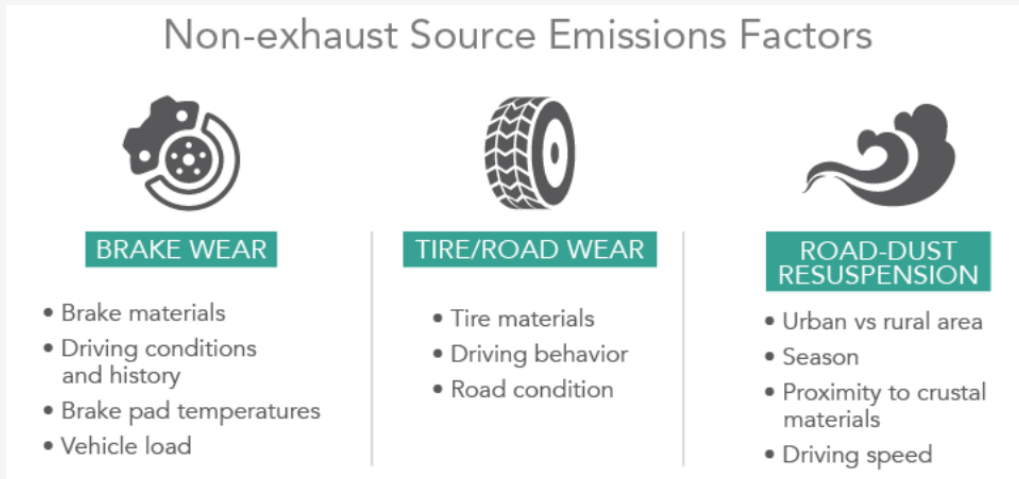 Non-exhaust Source Emissions Factors
BRAKE WEAR
• Brake materials
• Driving conditions
and history
• Brake pad temperatures
• Vehicle load
TIRE/ROAD WEAR
• Tire materials
• Driving behavior
• Road condition
ROAD-DUST
RESUSPENSION
• Urban vs rural area
• Season
• Proximity to crustal
materials
• Driving speed